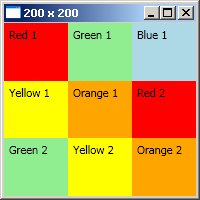 200 x 200
Red 1 Green 1 Blue 1
Yellow 1 Orange 1 Red 2
Green 2 Yellow 2 Orange 2